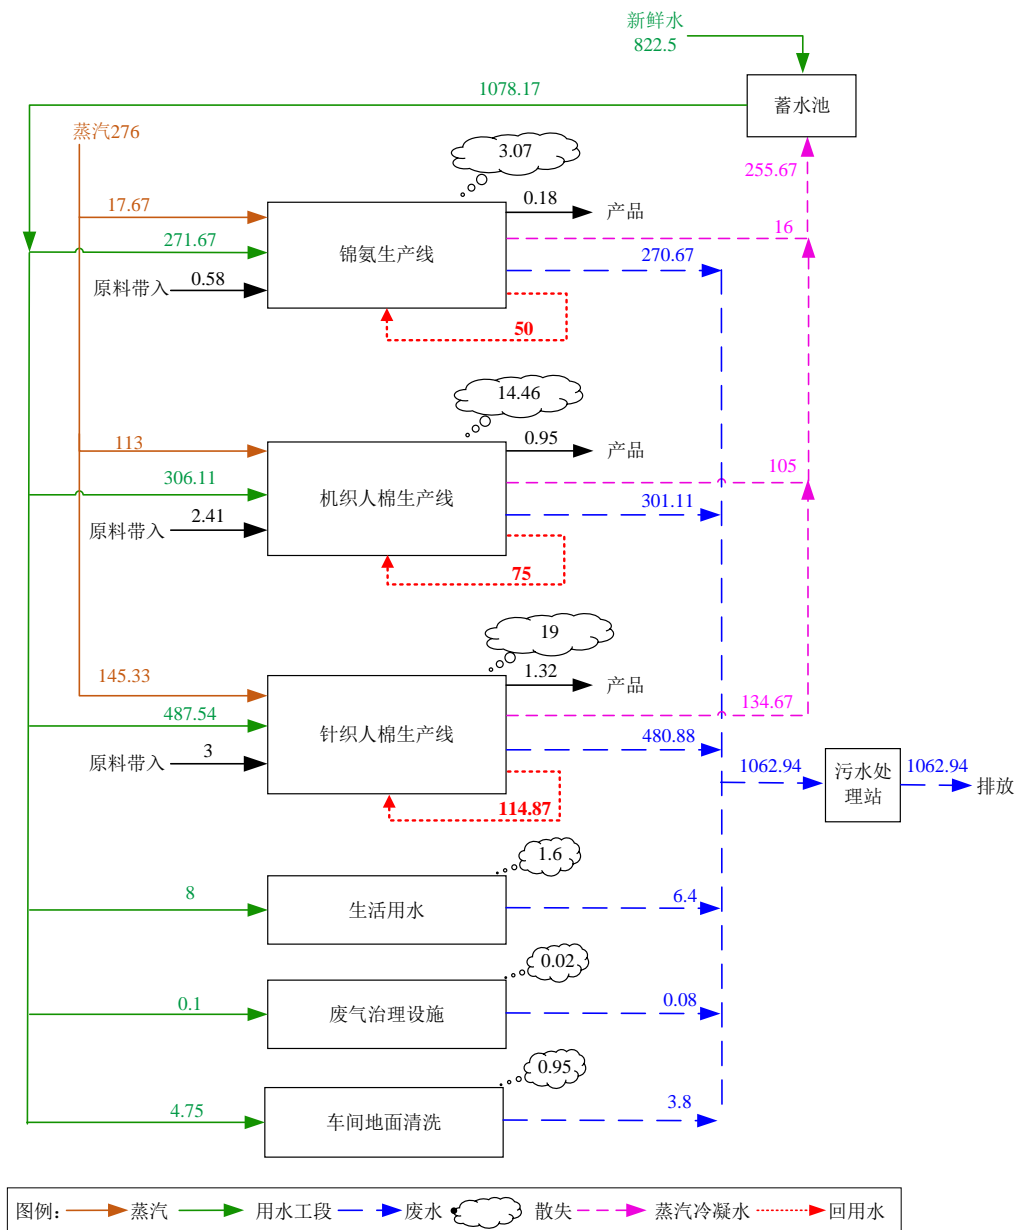 新鲜水
822.5
1078.17
蓄水池
蒸汽276
3.07
255.67
17.67
0.18
产品
16
271.67
锦氨生产线
270.67
原料带入
0.58
50
14.46
113
0.95
产品
105
306.11
机织人棉生产线
301.11
原料带入
2.41
75
19
145.33
1.32
产品
134.67
487.54
针织人棉生产线
480.88
原料带入
3
1062.94
污水处
理站
1062.94
排放
114.87
1.6
8
生活用水
6.4
0.02
0.1
废气治理设施
0.08
0.95
4.75
车间地面清洗
3.8
图例: 蒸汽 用水工段 废水 散失 蒸汽冷凝水 回用水